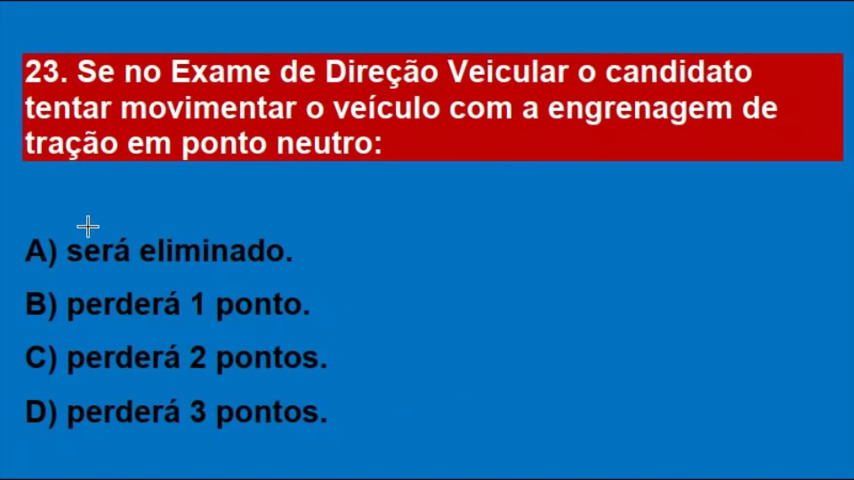 23. Se no Exame de Direção Veicular o candidato
tentar movimentar o veículo com a engrenagem de
tração em ponto neutro:
A) será eliminado.
B) perderá 1 ponto.
C) perderá 2 pontos.
D) perderá 3 pontos.